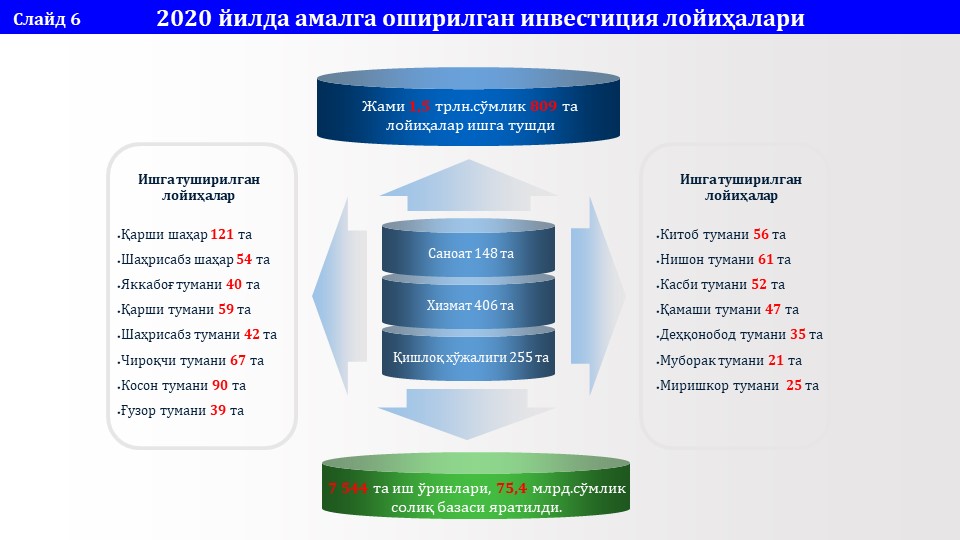 Слайд 6
2020 йилда амалга оширилган инвестиция лойиҳалари
Жами 1,5 трлн.сўмлик 809 та
лойиҳалар ишга тушди
Ишга туширилган
лойиҳалар
•Қарши шаҳар 121 та
•Шаҳрисабз шаҳар 54 та
•Яккабоғ тумани 40 та
•Қарши тумани 59 та
•Шаҳрисабз тумани 42 та
•Чироқчи тумани 67 та
•Косон тумани 90 та
•Ғузор тумани 39 та
Саноат 148 та
Хизмат 406 та
Қишлоқ хўжалиги 255 та
Ишга туширилган
лойиҳалар
•Китоб тумани 56 та
•Нишон тумани 61 та
•Касби тумани 52 та
•Қамаши тумани 47 та
•Деҳқонобод тумани 35 та
•Муборак тумани 21 та
•Миришкор тумани 25 та
7 544 та иш ўринлари, 75,4 млрд.сўмлик
солиқ базаси яратилди.